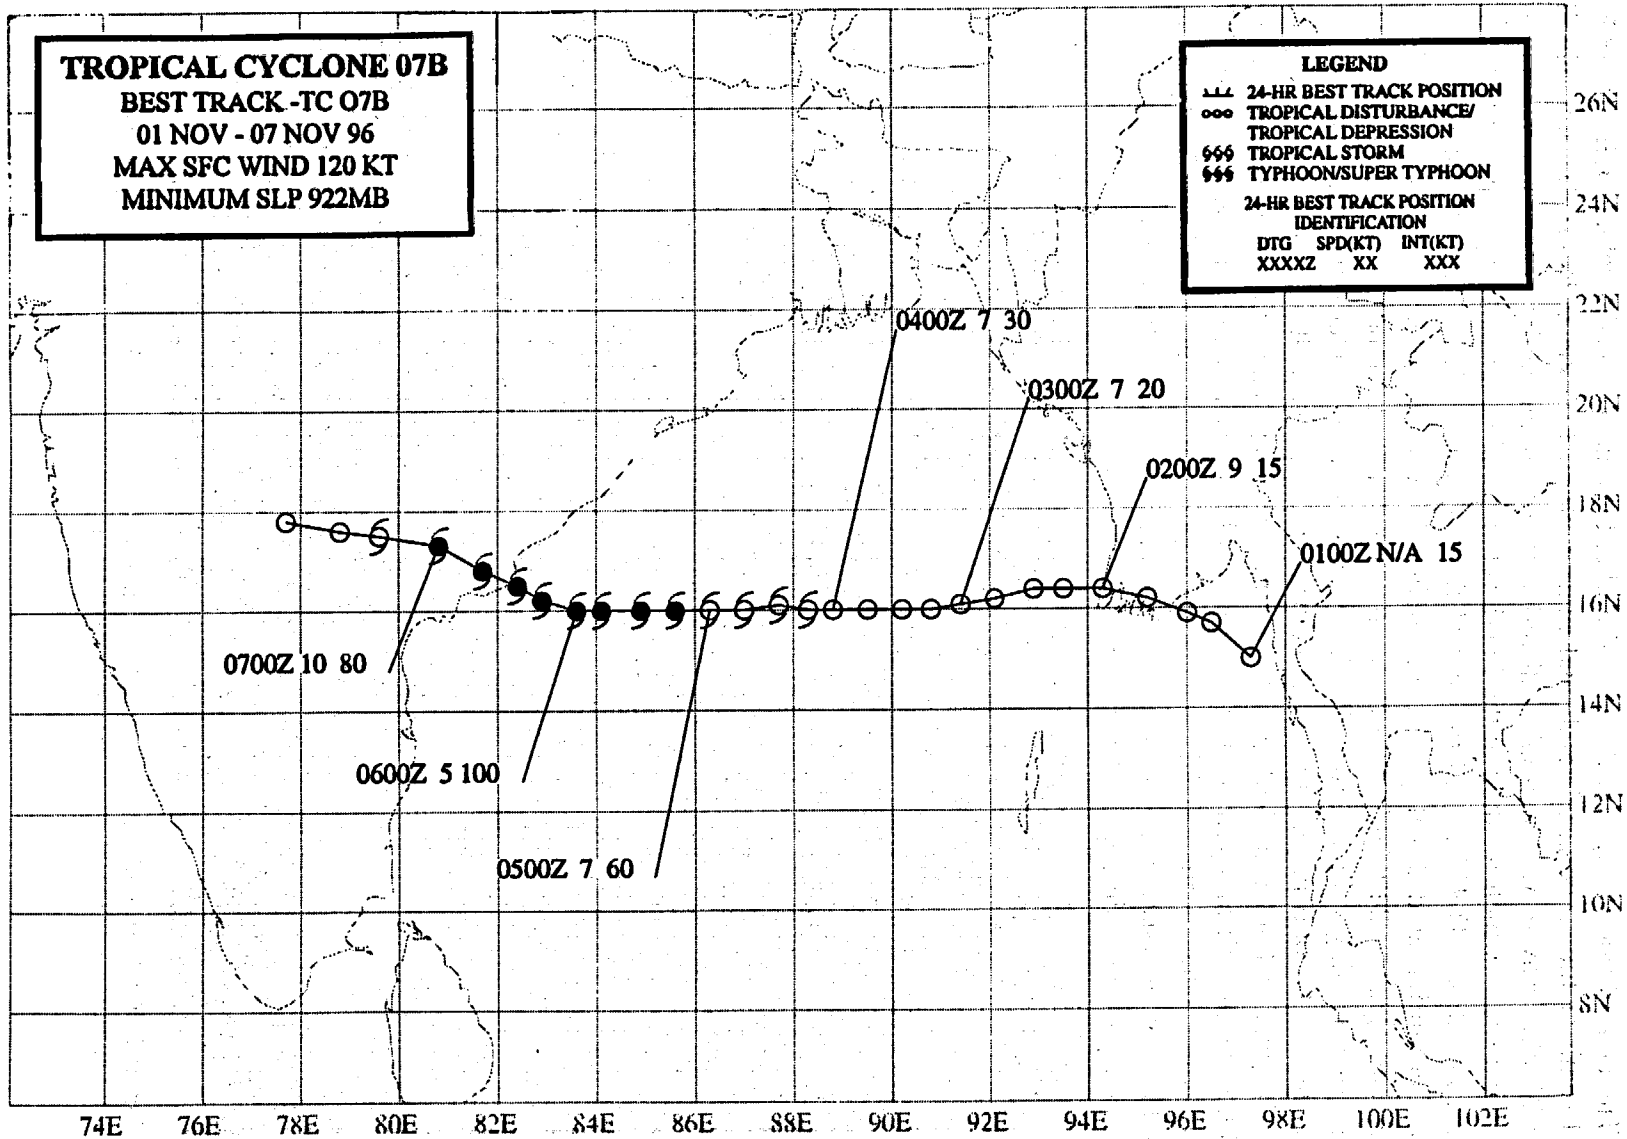 TROPICAL CYCLONE 07B
BEST TRACK -TC O7B
01 NOV - 07 NOV 96
MAX SFC WIND 120 KT
MINIMUM SLP 922MB
LEGEND
24-HR BEST TRACK POSITION
TROPICAL DISTURBANCE/
TROPICAL DEPRESSION
TROPICAL STORM
TYPHOON/SUPER TYPHOON
24-HR BEST TRACK POSITION
IDENTIFICATION
DTG SPD(KT) INT(KT)
XXXXZ XX XXX
26N
24N
22N
0400Z 7 30
0300Z 7 20
20N
0200Z 9 15
18N
0100Z N/A 15
16N
0700Z 10 80
14N
0600Z 5 100
12N
0500Z 7 60
10N
8N
74E 76E 78E 80E 82E 84E 86E 88E 90E 92E 94E 96E 98E 100E 102E